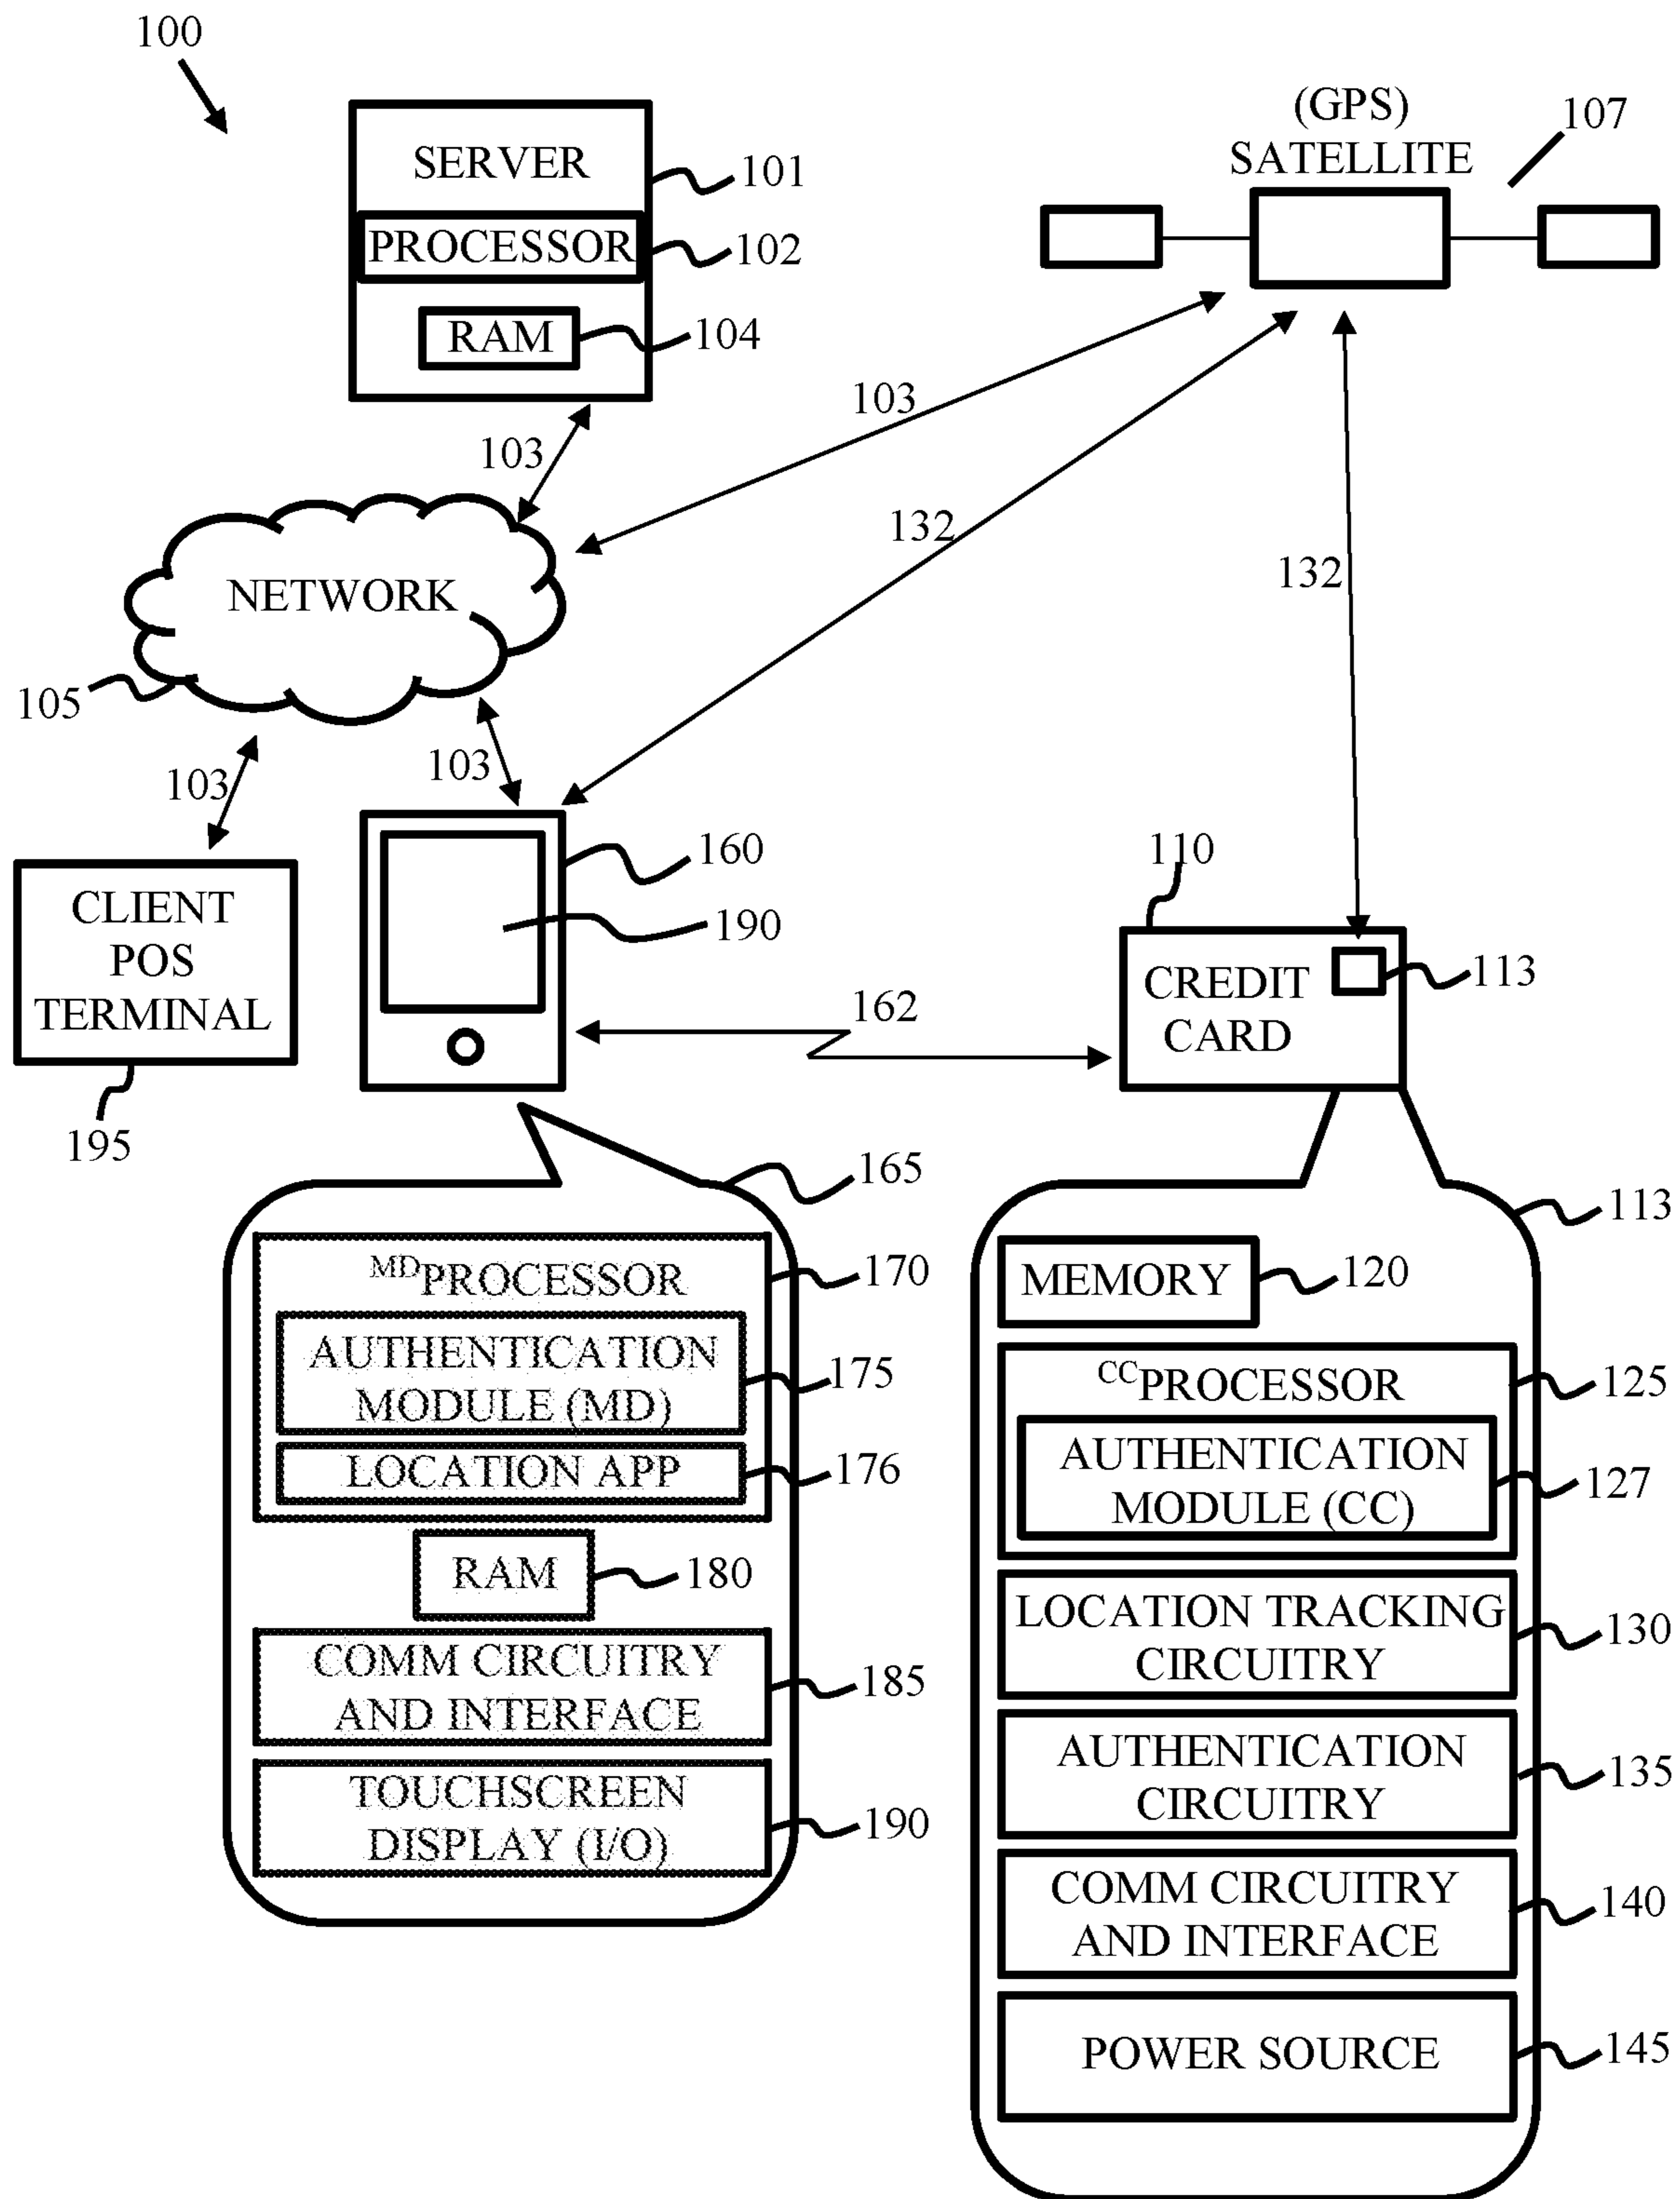 100
(GPS)
SATELLITE
107
SERVER
101
PROCESSOR
102
RAM
104
103
103
132
132
NETWORK
105
103
103
CLIENT
POS
TERMINAL
195
160
190
162
110
CREDIT
CARD
113
165
MDPROCESSOR
170
AUTHENTICATION
MODULE (MD)
175
LOCATION APP
176
RAM
180
COMM CIRCUITRY
AND INTERFACE
185
TOUCHSCREEN
DISPLAY (I/O)
190
113
MEMORY
120
CCPROCESSOR
125
AUTHENTICATION
MODULE (CC)
127
LOCATION TRACKING
CIRCUITRY
130
AUTHENTICATION
CIRCUITRY
135
COMM CIRCUITRY
AND INTERFACE
140
POWER SOURCE
145